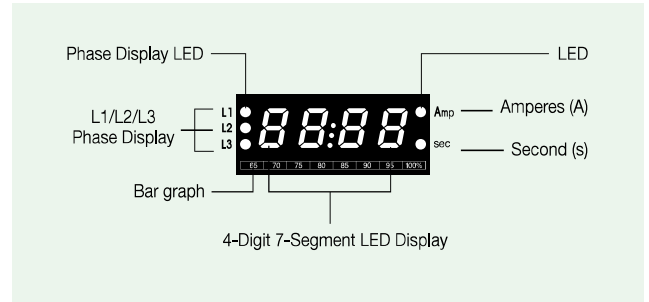 Phase Display LED
LED
L1/L2/L3
Phase Display
L1
L2
L3
88:88
Amp
sec
Amperes (A)
Second (s)
65 70 75 80 85 90 95 100%
Bar graph
4-Digit 7-Segment LED Display